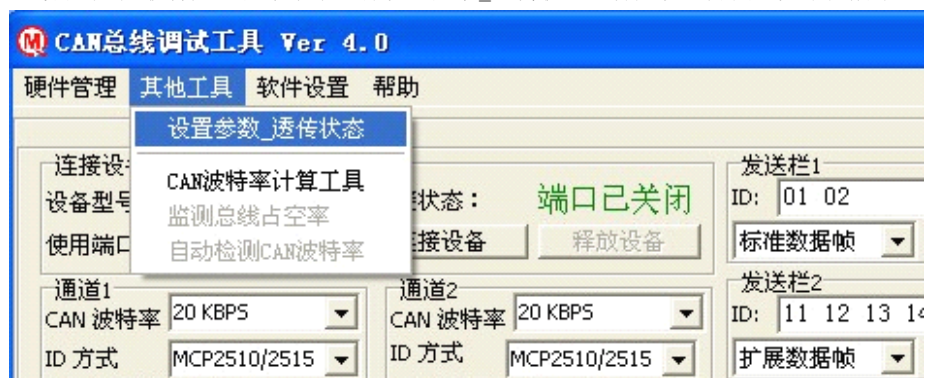 CAN总线调试工具 Ver 4.0
硬件管理 其他工具 软件设置 帮助
设置参数_透传状态
CAN波特率计算工具
监测总线占空率
自动检测CAN波特率
连接设
设备型号
状态： 端口已关闭
使用端口
接设备 释放设备
发送栏1
ID: 01 02
标准数据帧
通道1
CAN 波特率 20 KBPS
ID 方式 MCP2510/2515
通道2
CAN 波特率 20 KBPS
ID 方式 MCP2510/2515
发送栏2
ID: 11 12 13 14
扩展数据帧